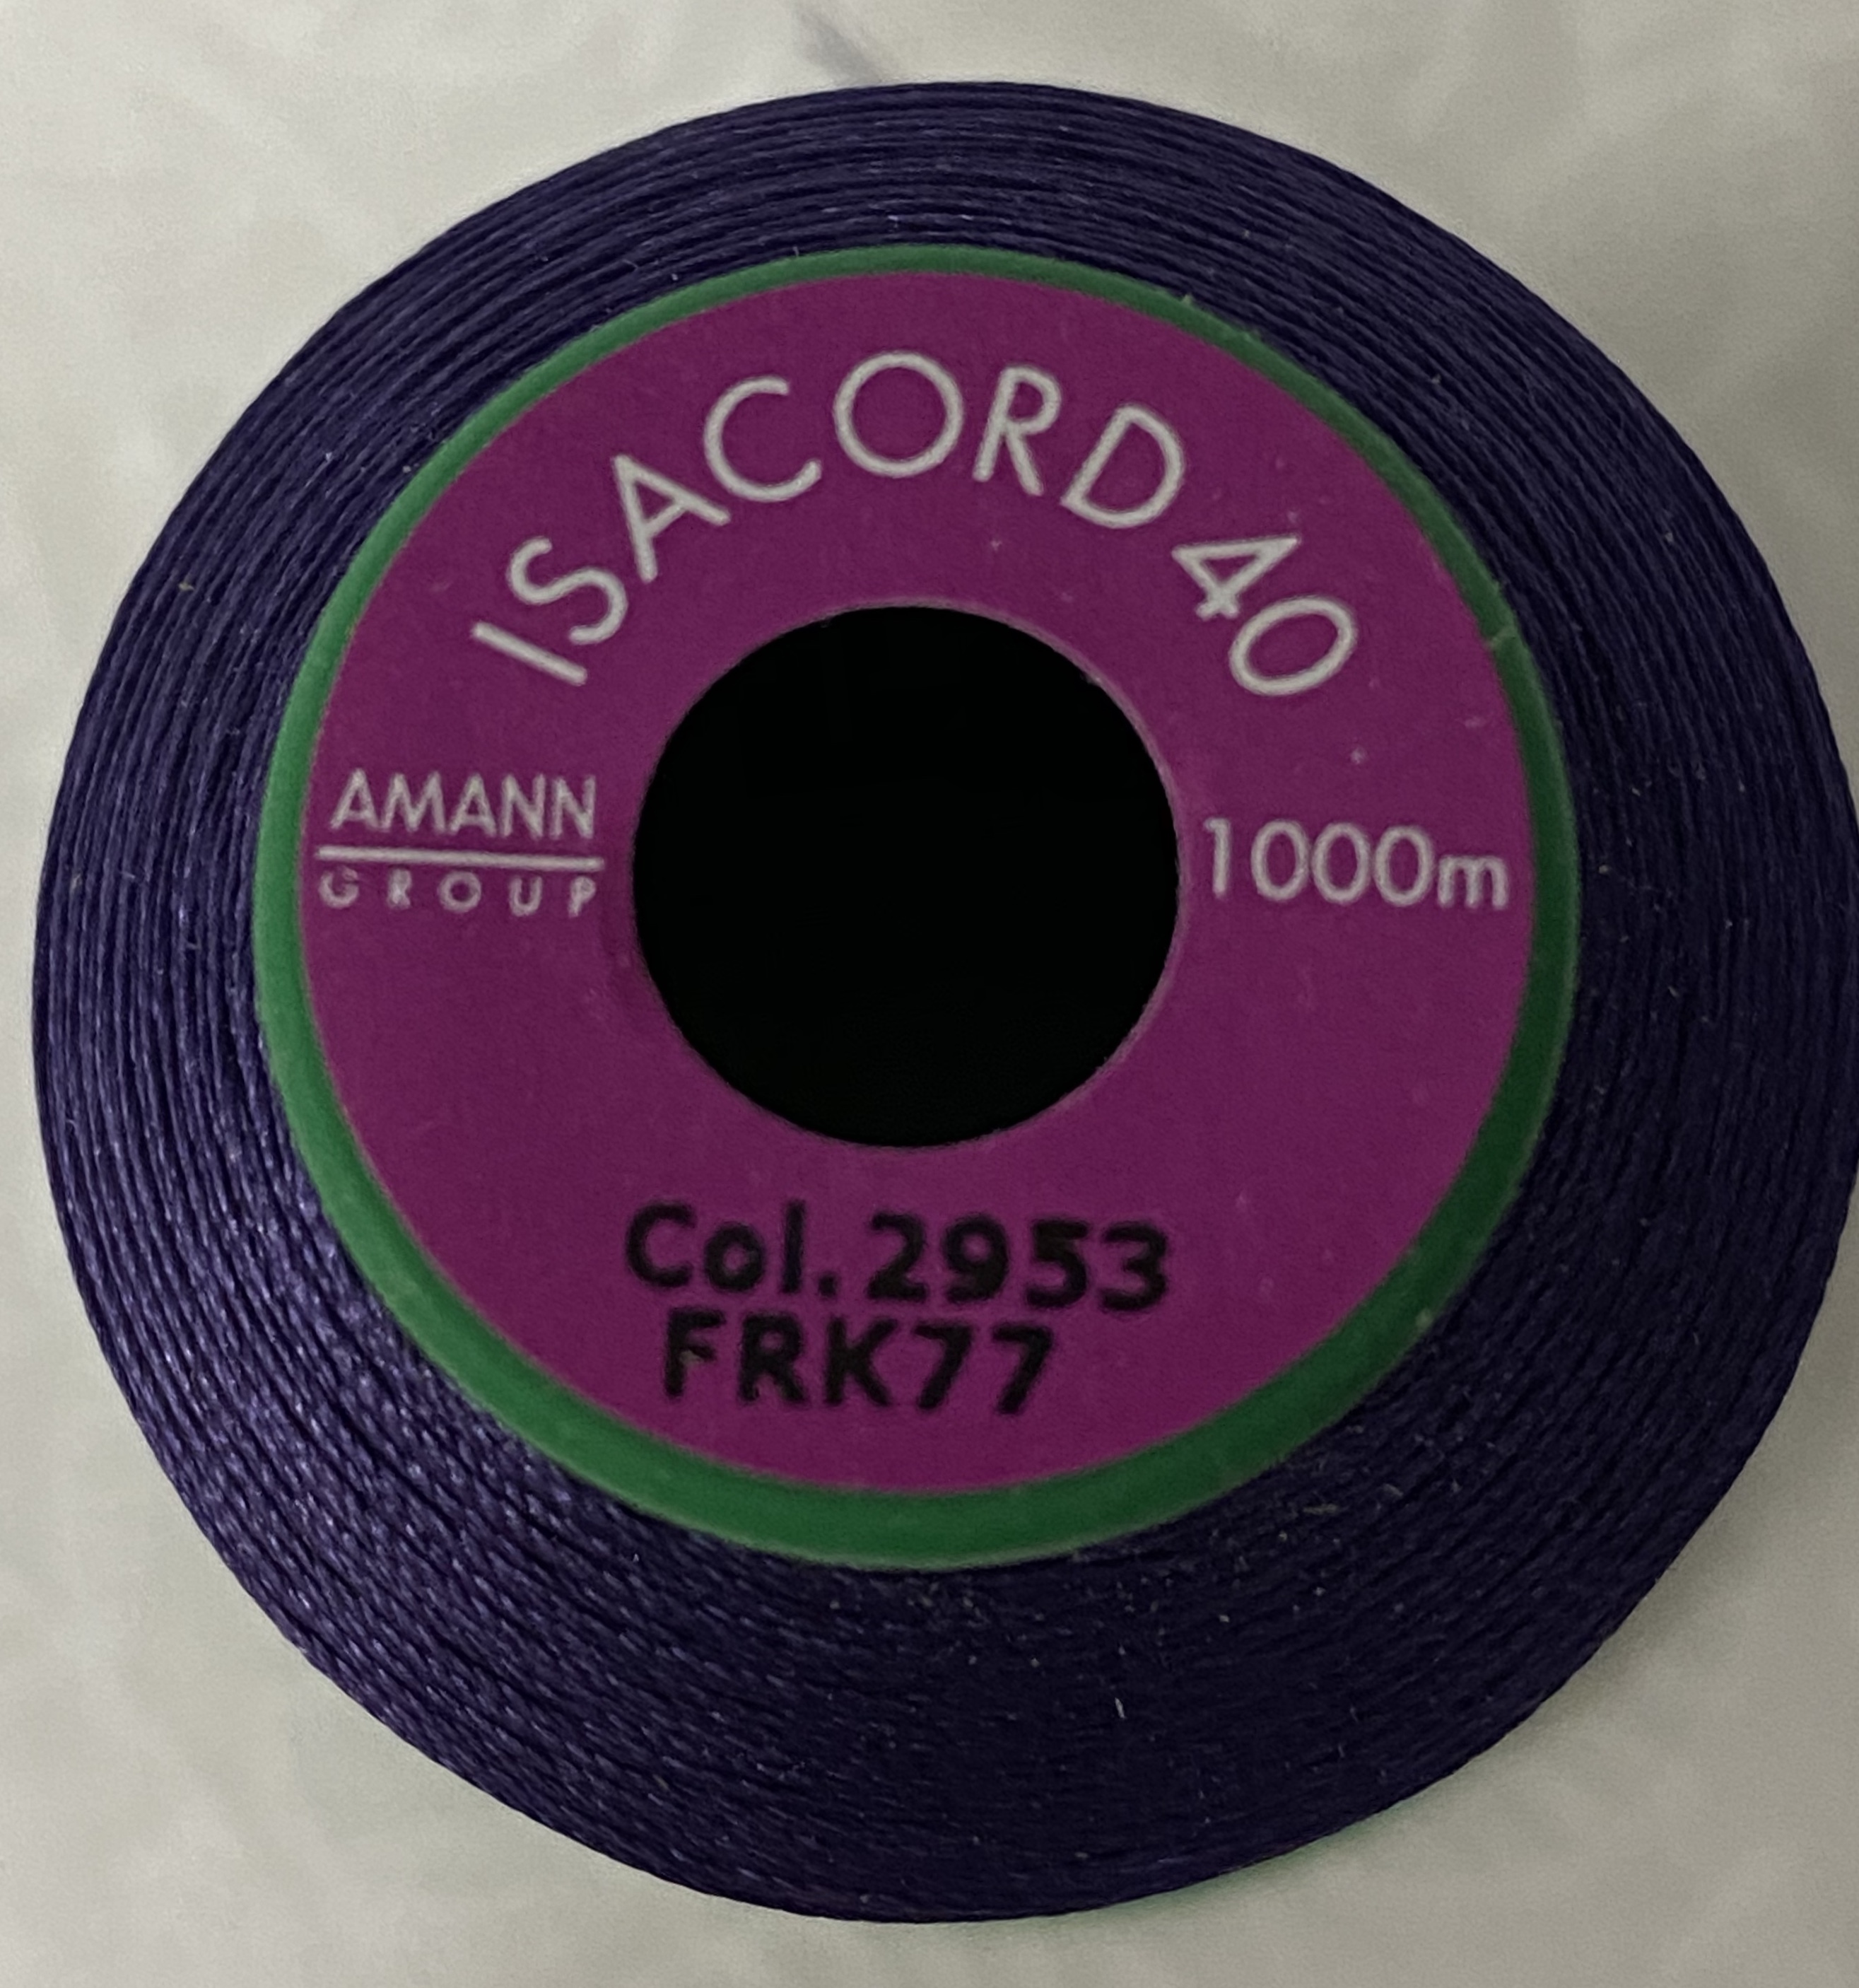 ISACORD 40
AMANN
GROUP
1000m
Col.2953
FRK77